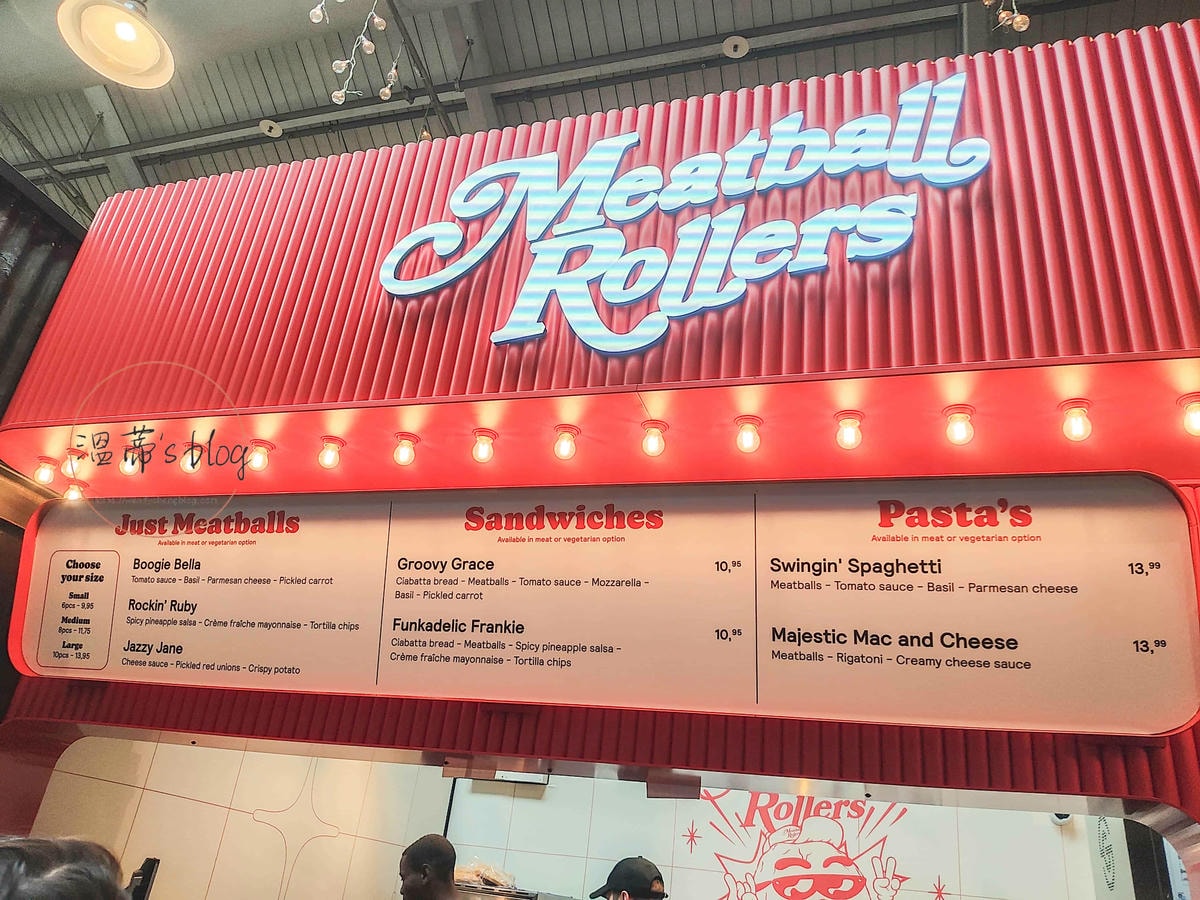 Meatball
Rollers
溫蒂's blog
Just Meatballs
Available in meat or vegetarian option
Choose
your size
Small
6pcs - 9,95
Medium
8pcs - 11,75
Large
10pcs - 13,95
Boogie Bella
Tomato sauce - Basil - Parmesan cheese - Pickled carrot
Rockin' Ruby
Spicy pineapple salsa - Crème fraîche mayonnaise - Tortilla chips
Jazzy Jane
Cheese sauce - Pickled red unions - Crispy potato
Sandwiches
Available in meat or vegetarian option
Groovy Grace 10,95
Ciabatta bread - Meatballs - Tomato sauce - Mozzarella -
Basil - Pickled carrot
Funkadelic Frankie 10,95
Ciabatta bread - Meatballs - Spicy pineapple salsa -
Crème fraîche mayonnaise - Tortilla chips
Pasta's
Available in meat or vegetarian option
Swingin' Spaghetti 13,99
Meatballs - Tomato sauce - Basil - Parmesan cheese
Majestic Mac and Cheese 13,99
Meatballs - Rigatoni - Creamy cheese sauce
Rollers